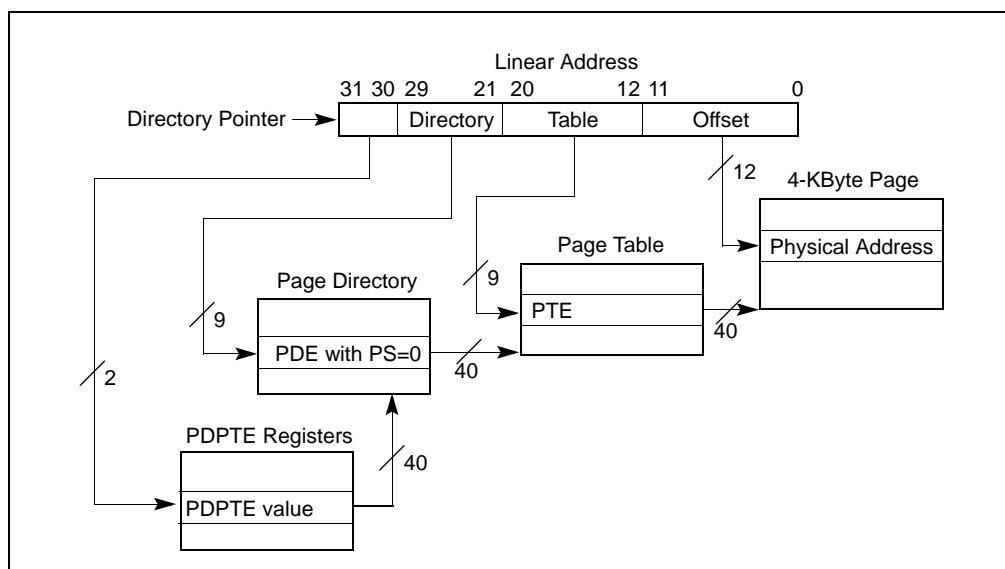 Linear Address
31 30 29 21 20 12 11 0
Directory Pointer Directory Table Offset
12
4-KByte Page
Physical Address
Page Table
9
PTE
40
Page Directory
9
PDE with PS=0
40
2
PDPTE Registers
40
PDPTE value